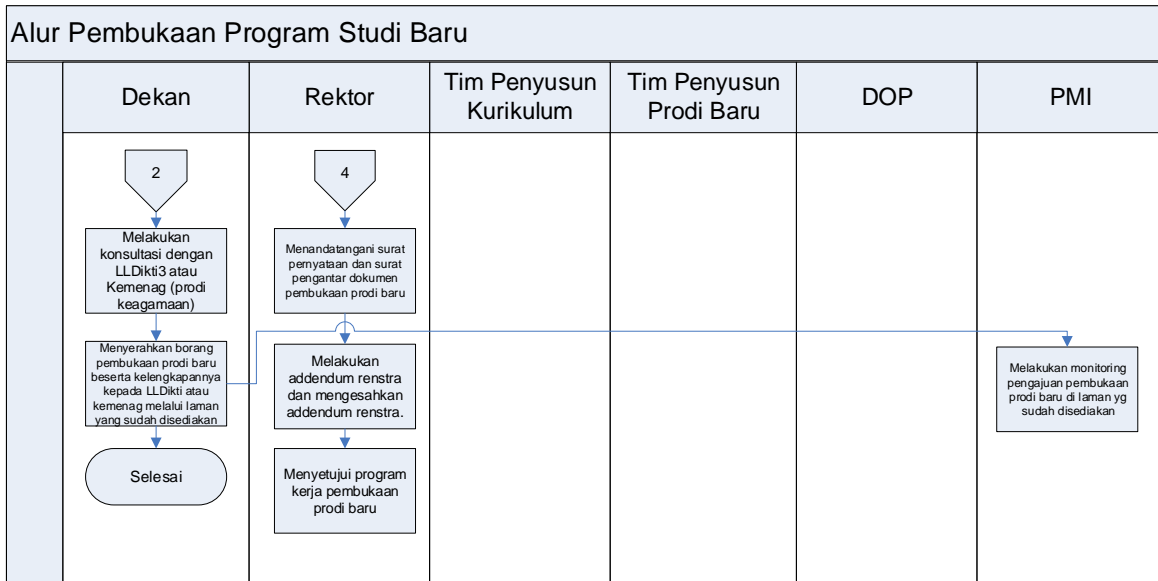 Alur Pembukaan Program Studi Baru
Dekan
Rektor
Tim Penyusun
Kurikulum
Tim Penyusun
Prodi Baru
DOP
PMI
2
Melakukan
konsultasi dengan
LLDikti3 atau
Kemenag (prodi
keagamaan)
Menyerahkan borang
pembukaan prodi baru
beserta kelengkapannya
kepada LLDikti atau
kemenag melalui laman
yang sudah disediakan
Selesai
4
Menandatangani surat
pernyataan dan surat
pengantar dokumen
pembukaan prodi baru
Melakukan
addendum renstra
dan mengesahkan
addendum renstra.
Menyetujui program
kerja pembukaan
prodi baru
Melakukan monitoring
pengajuan pembukaan
prodi baru di laman yg
sudah disediakan